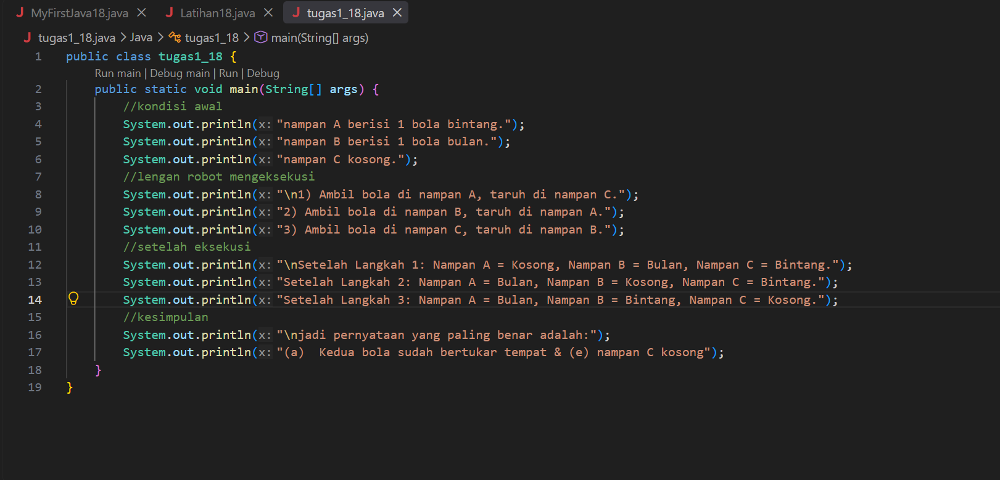 MyFirstJava18.java Latihan18.java tugas1_18.java
tugas1_18.java > Java > tugas1_18 > main(String[] args)
1 public class tugas1_18 {
Run main | Debug main | Run | Debug
2 public static void main(String[] args) {
3 //kondisi awal
4 System.out.println(x: "nampan A berisi 1 bola bintang.");
5 System.out.println(x: "nampan B berisi 1 bola bulan.");
6 System.out.println(x: "nampan C kosong.");
7 //lengan robot mengeksekusi
8 System.out.println(x: "\n1) Ambil bola di nampan A, taruh di nampan C.");
9 System.out.println(x: "2) Ambil bola di nampan B, taruh di nampan A.");
10 System.out.println(x: "3) Ambil bola di nampan C, taruh di nampan B.");
11 //setelah eksekusi
12 System.out.println(x: "\nSetelah Langkah 1: Nampan A = Kosong, Nampan B = Bulan, Nampan C = Bintang.");
13 System.out.println(x: "Setelah Langkah 2: Nampan A = Bulan, Nampan B = Kosong, Nampan C = Bintang.");
14 System.out.println(x: "Setelah Langkah 3: Nampan A = Bulan, Nampan B = Bintang, Nampan C = Kosong.");
15 //kesimpulan
16 System.out.println(x: "\njadi pernyataan yang paling benar adalah:");
17 System.out.println(x: "(a)  Kedua bola sudah bertukar tempat & (e) nampan C kosong");
18 }
19 }